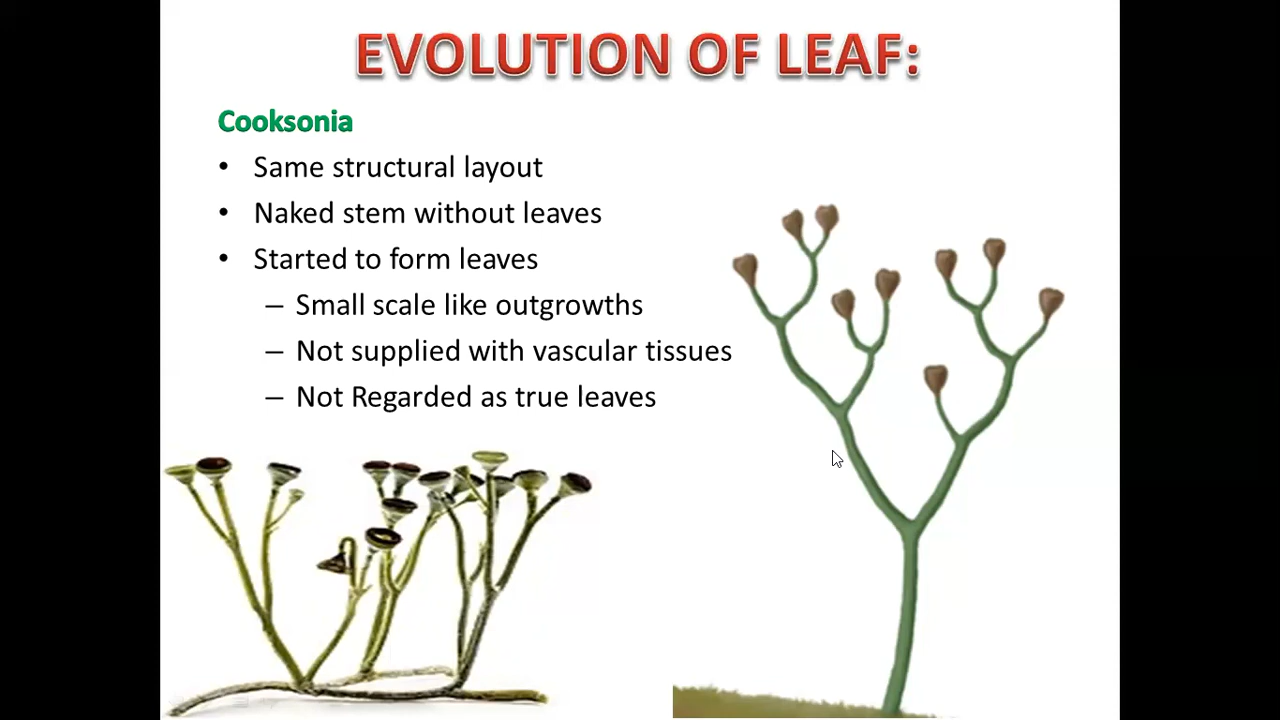 EVOLUTION OF LEAF:
Cooksonia
• Same structural layout
• Naked stem without leaves
• Started to form leaves
– Small scale like outgrowths
– Not supplied with vascular tissues
– Not Regarded as true leaves